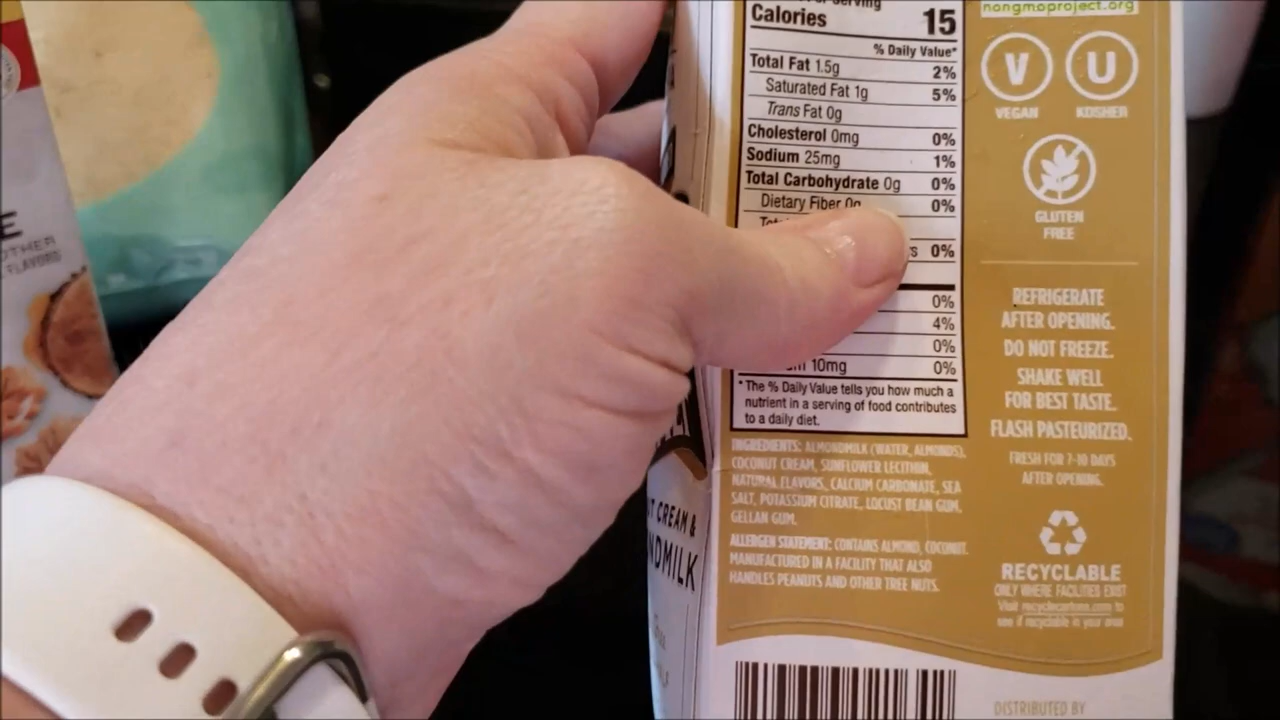 E
OTHER
FLAVORS
serving
Calories 15
% Daily Value*
Total Fat 1.5g 2%
Saturated Fat 1g 5%
Trans Fat 0g
Cholesterol 0mg 0%
Sodium 25mg 1%
Total Carbohydrate 0g 0%
Dietary Fiber 0g 0%
0%
0%
4%
0%
10mg 0%
*The % Daily Value tells you how much a
nutrient in a serving of food contributes
to a daily diet.
INGREDIENTS: ALMONDMILK (WATER, ALMONDS),
COCONUT CREAM, SUNFLOWER LECITHIN,
NATURAL FLAVORS, CALCIUM CARBONATE, SEA
SALT, POTASSIUM CITRATE, LOCUST BEAN GUM,
GELLAN GUM.
ALLERGEN STATEMENT: CONTAINS ALMOND, COCONUT.
MANUFACTURED IN A FACILITY THAT ALSO
HANDLES PEANUTS AND OTHER TREE NUTS.
nongmoproject.org
V U
VEGAN KOSHER
GLUTEN
FREE
REFRIGERATE
AFTER OPENING.
DO NOT FREEZE.
SHAKE WELL
FOR BEST TASTE.
FLASH PASTEURIZED.
FRESH FOR 7-10 DAYS
AFTER OPENING.
RECYCLABLE
ONLY WHERE FACILITIES EXIST
Visit recyclecartons.com to
see if recyclable in your area
DISTRIBUTED BY
UT CREAM &
NDMILK